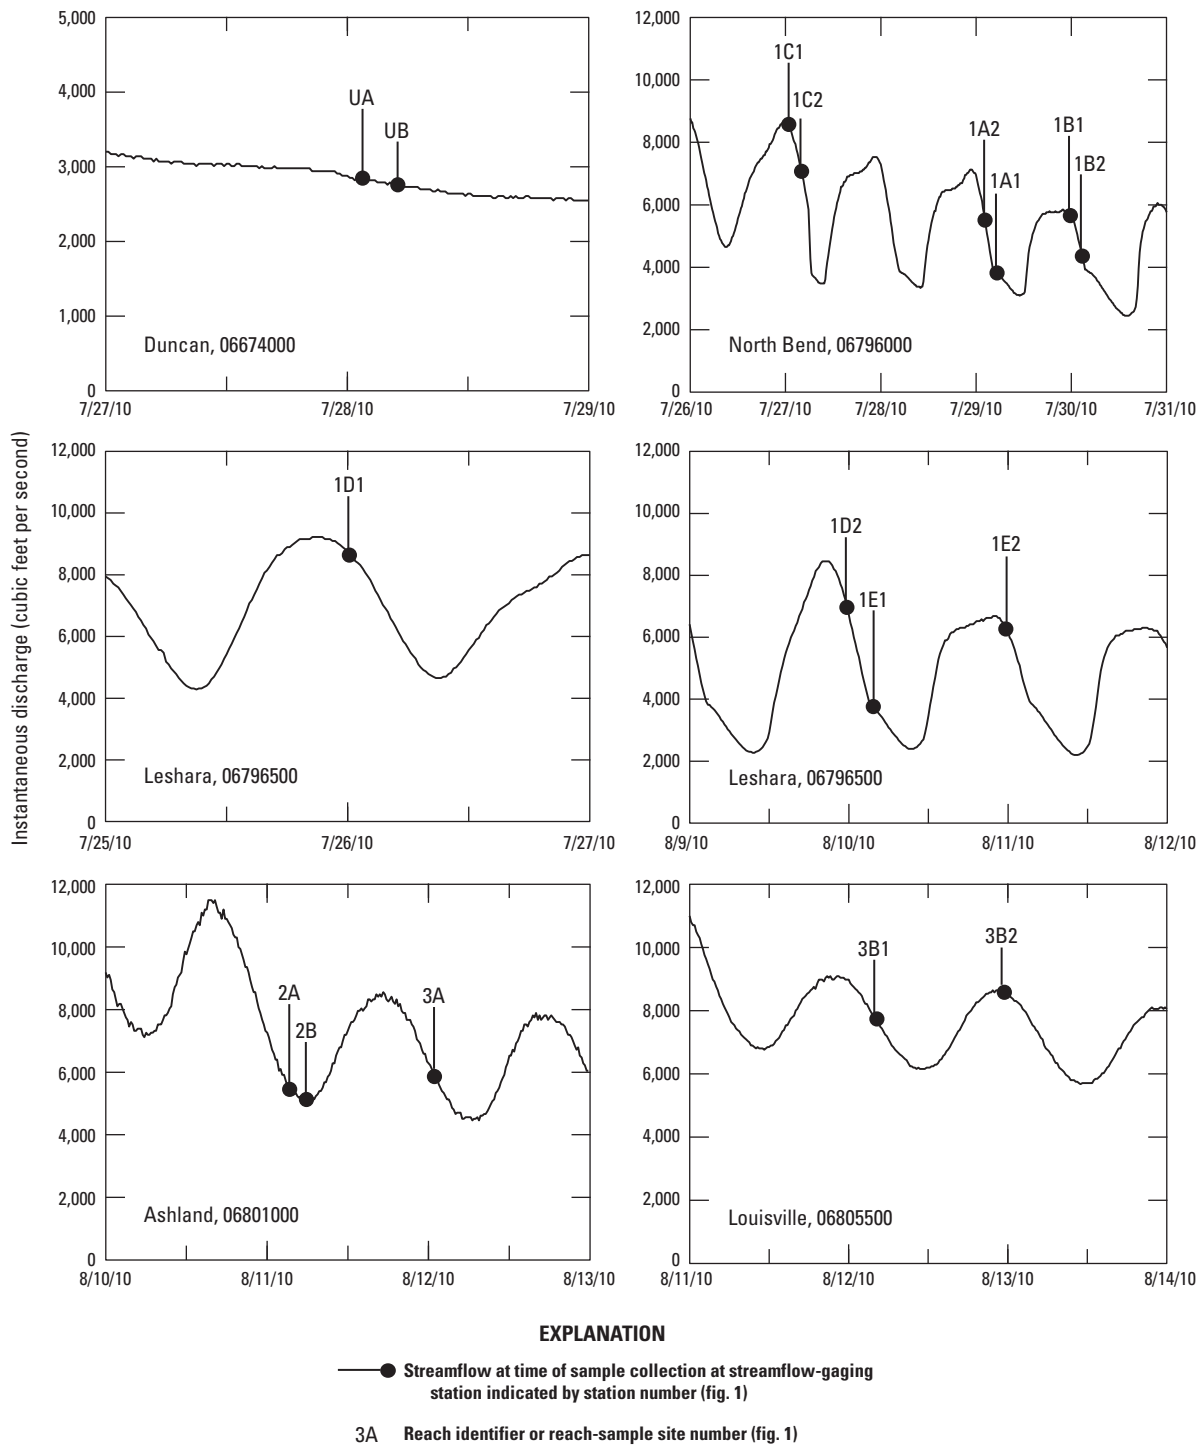 Instantaneous discharge (cubic feet per second)
5,000
4,000
3,000
2,000
1,000
0
UA
UB
Duncan, 06674000
7/27/10
7/28/10
7/29/10
12,000
10,000
8,000
6,000
4,000
2,000
0
1C1
1C2
1A2
1A1
1B1
1B2
North Bend, 06796000
7/26/10
7/27/10
7/28/10
7/29/10
7/30/10
7/31/10
12,000
10,000
8,000
6,000
4,000
2,000
0
1D1
Leshara, 06796500
7/25/10
7/26/10
7/27/10
12,000
10,000
8,000
6,000
4,000
2,000
0
1D2
1E1
1E2
Leshara, 06796500
8/9/10
8/10/10
8/11/10
8/12/10
12,000
10,000
8,000
6,000
4,000
2,000
0
2A
2B
3A
Ashland, 06801000
8/10/10
8/11/10
8/12/10
8/13/10
12,000
10,000
8,000
6,000
4,000
2,000
0
3B1
3B2
Louisville, 06805500
8/11/10
8/12/10
8/13/10
8/14/10
EXPLANATION
Streamflow at time of sample collection at streamflow-gaging
station indicated by station number (fig. 1)
3A Reach identifier or reach-sample site number (fig. 1)